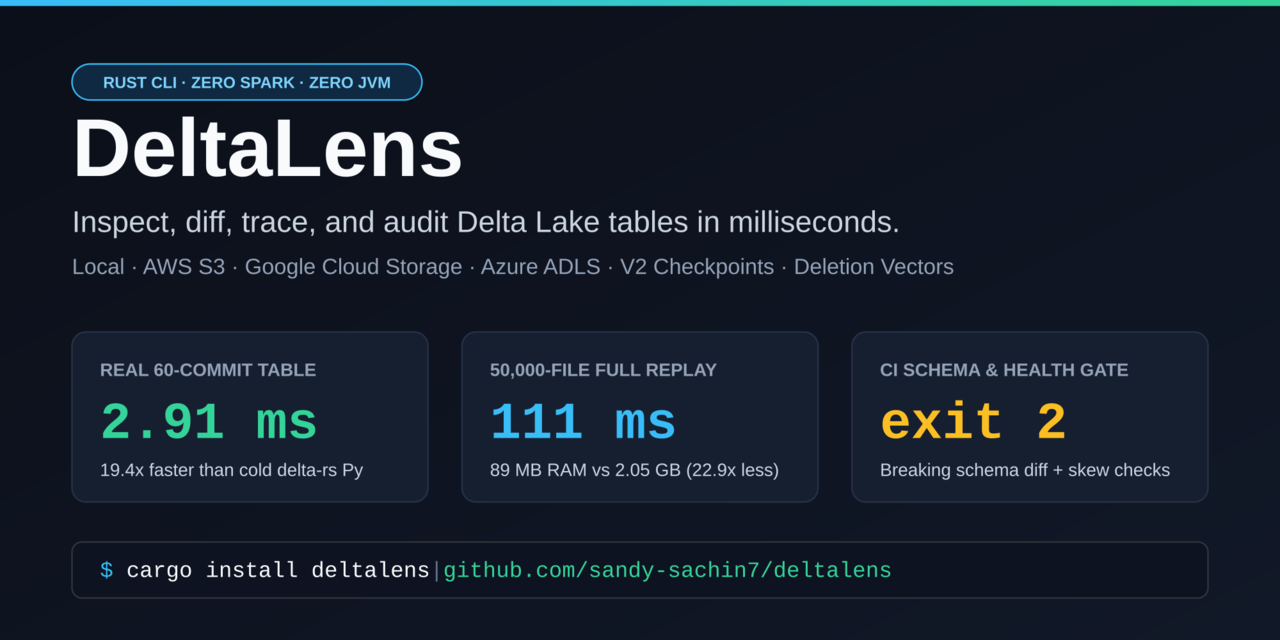 RUST CLI · ZERO SPARK · ZERO JVM
DeltaLens
Inspect, diff, trace, and audit Delta Lake tables in milliseconds.
Local · AWS S3 · Google Cloud Storage · Azure ADLS · V2 Checkpoints · Deletion Vectors
REAL 60-COMMIT TABLE
2.91 ms
19.4x faster than cold delta-rs Py
50,000-FILE FULL REPLAY
111 ms
89 MB RAM vs 2.05 GB (22.9x less)
CI SCHEMA & HEALTH GATE
exit 2
Breaking schema diff + skew checks
$ cargo install deltalens|github.com/sandy-sachin7/deltalens